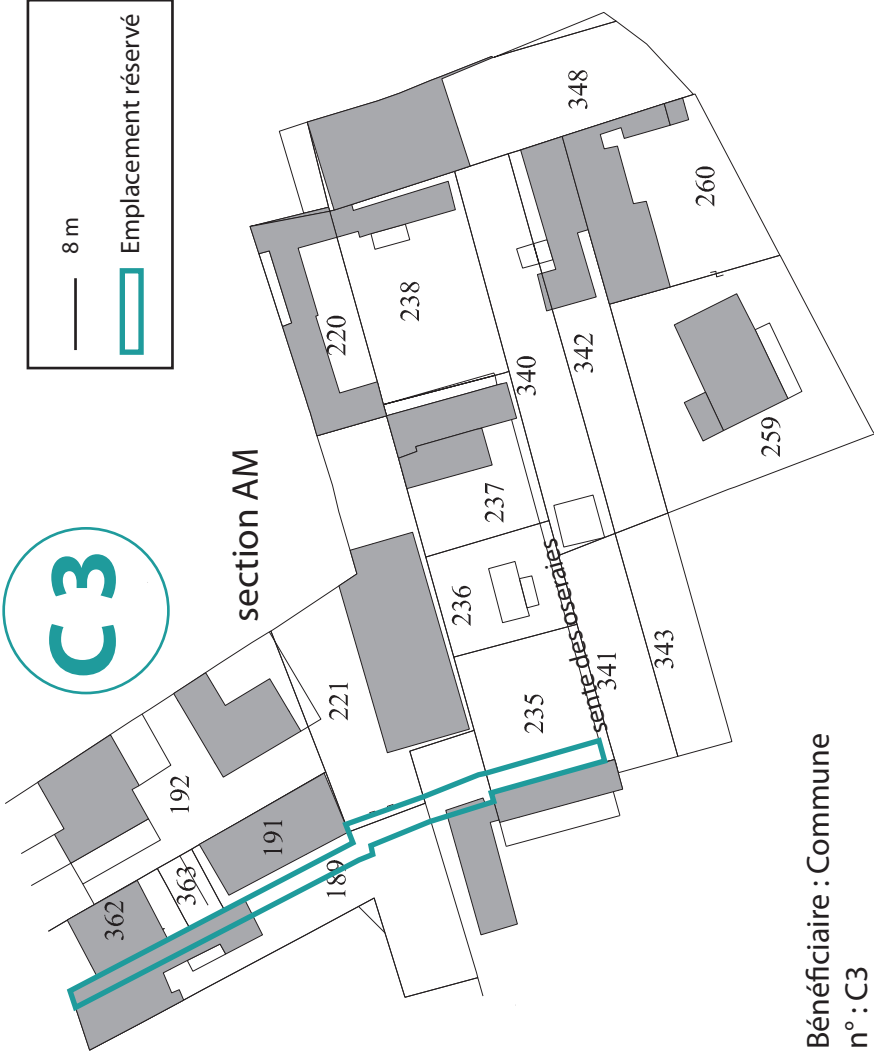 C 3
8 m
Emplacement réservé
section AM
348
260
238
220
340
342
259
237
236
sente des oseraies
235
341
343
221
192
191
189
363
362
Bénéficiaire : Commune
n° : C3